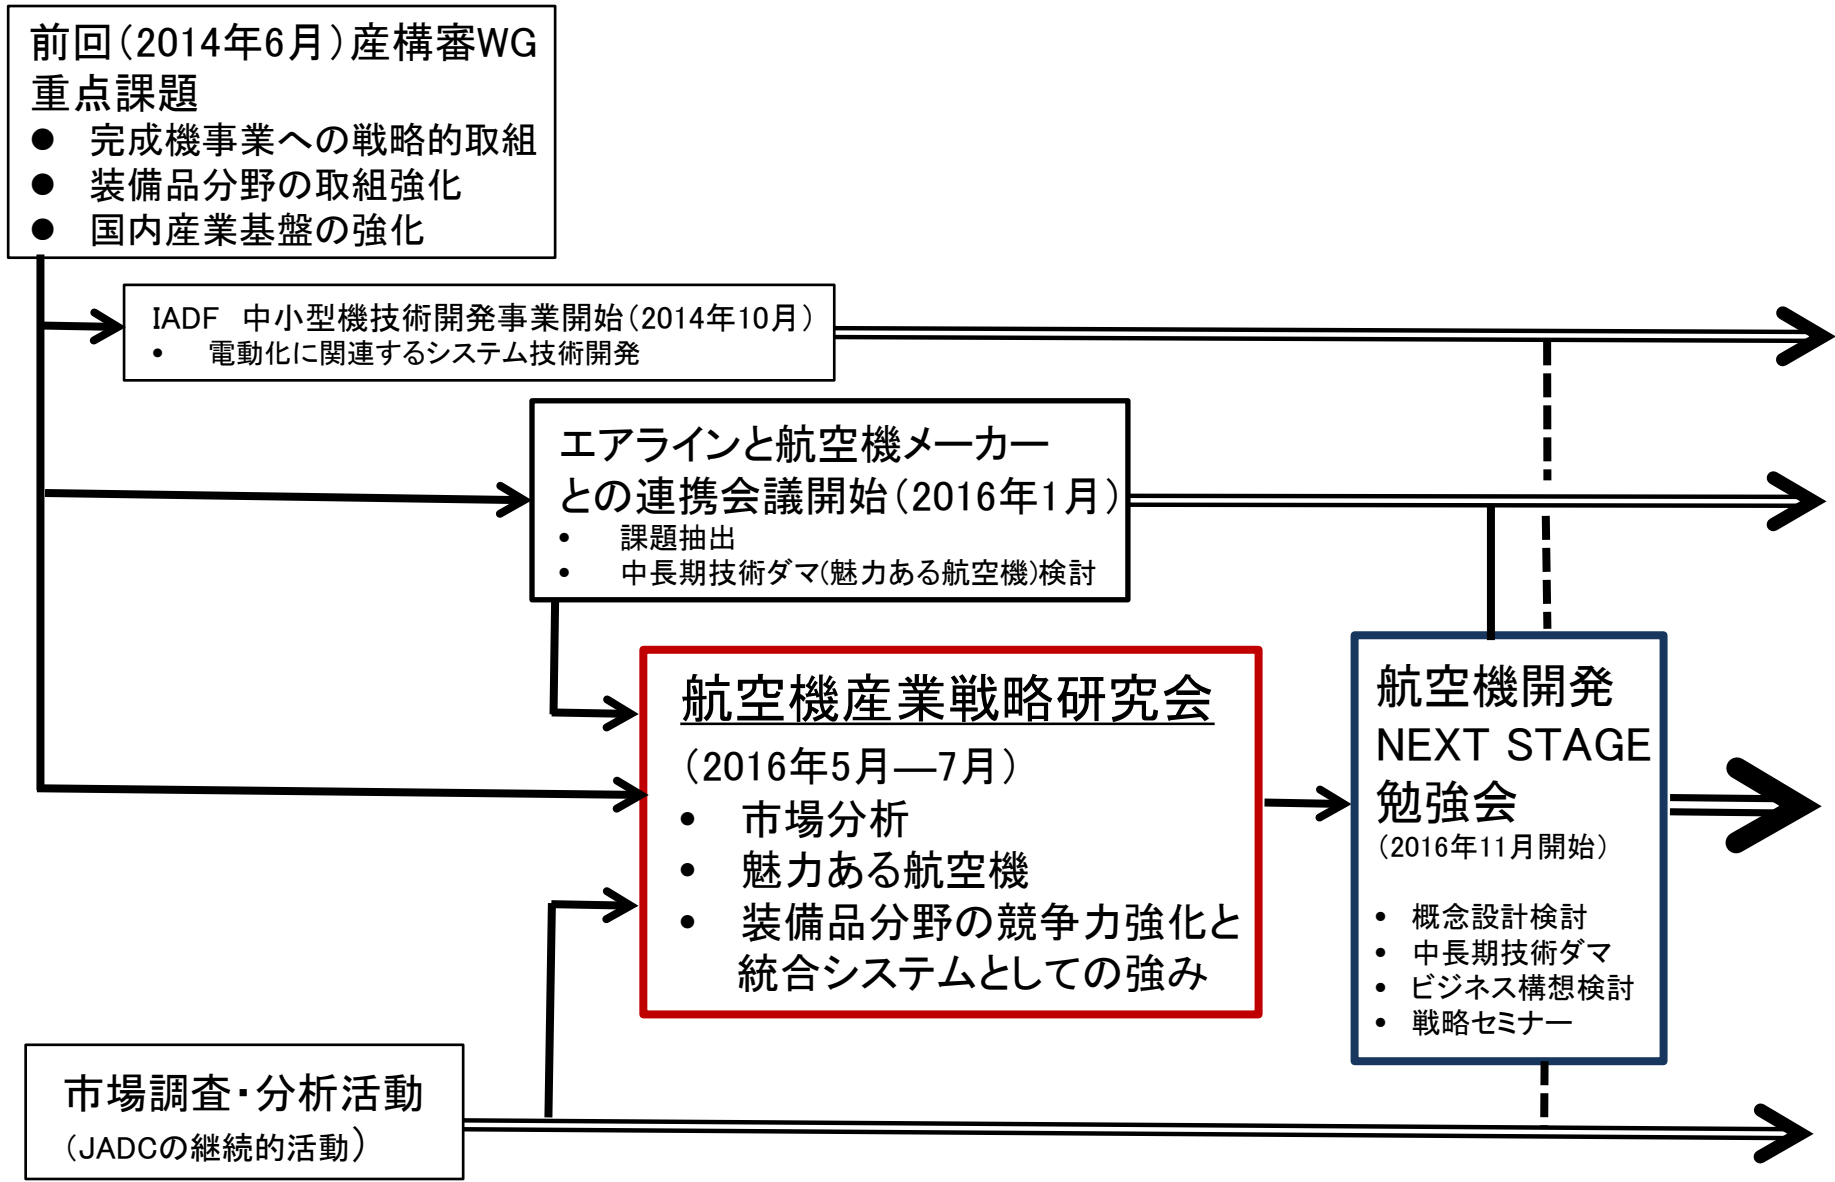 前回（2014年6月）産構審WG
重点課題
● 完成機事業への戦略的取組
● 装備品分野の取組強化
● 国内産業基盤の強化
IADF　中小型機技術開発事業開始（2014年10月）
• 電動化に関連するシステム技術開発
エアラインと航空機メーカー
との連携会議開始（2016年1月）
• 課題抽出
• 中長期技術ダマ(魅力ある航空機)検討
航空機産業戦略研究会
（2016年5月―7月）
• 市場分析
• 魅力ある航空機
• 装備品分野の競争力強化と
統合システムとしての強み
航空機開発
NEXT STAGE
勉強会
（2016年11月開始）
• 概念設計検討
• 中長期技術ダマ
• ビジネス構想検討
• 戦略セミナー
市場調査・分析活動
（JADCの継続的活動）